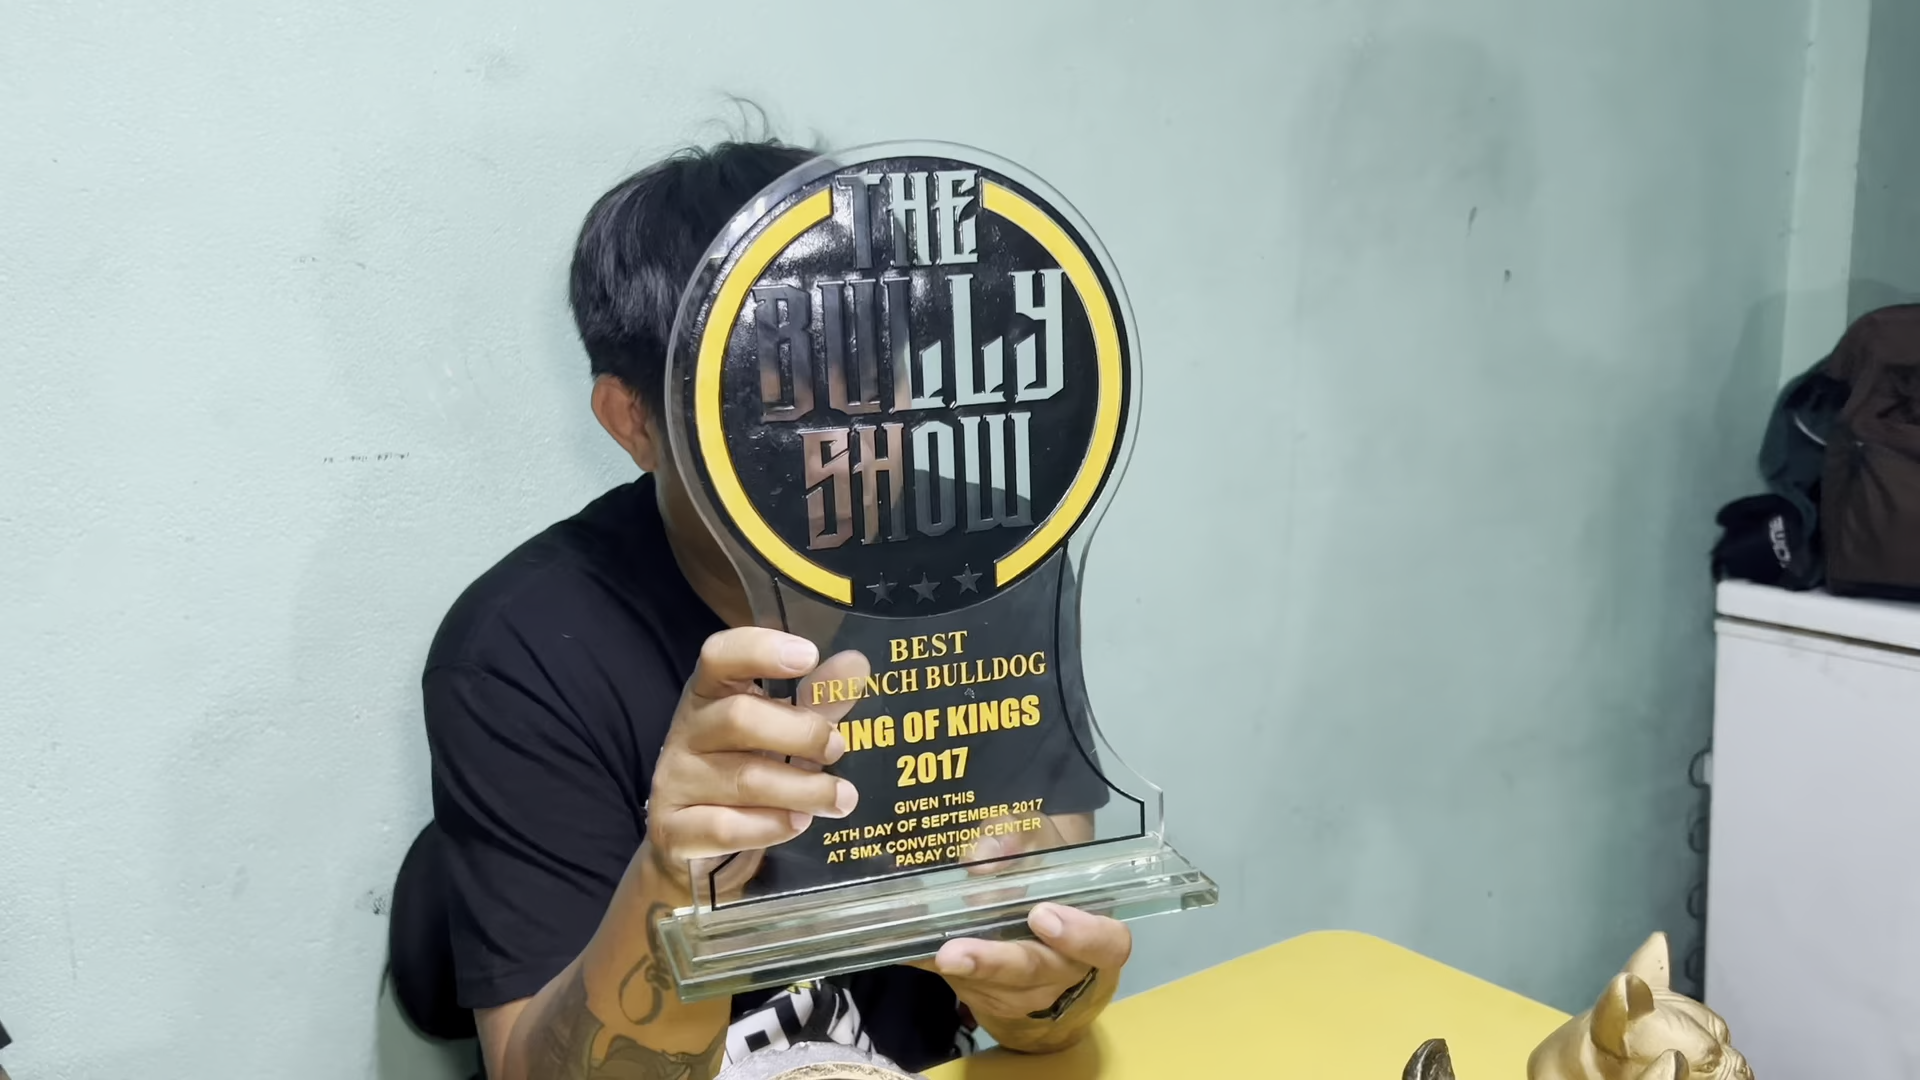 THE
BULLY
SHOW
BEST
FRENCH BULLDOG
ING OF KINGS
2017
GIVEN THIS
24TH DAY OF SEPTEMBER 2017
AT SMX CONVENTION CENTER
PASAY CITY